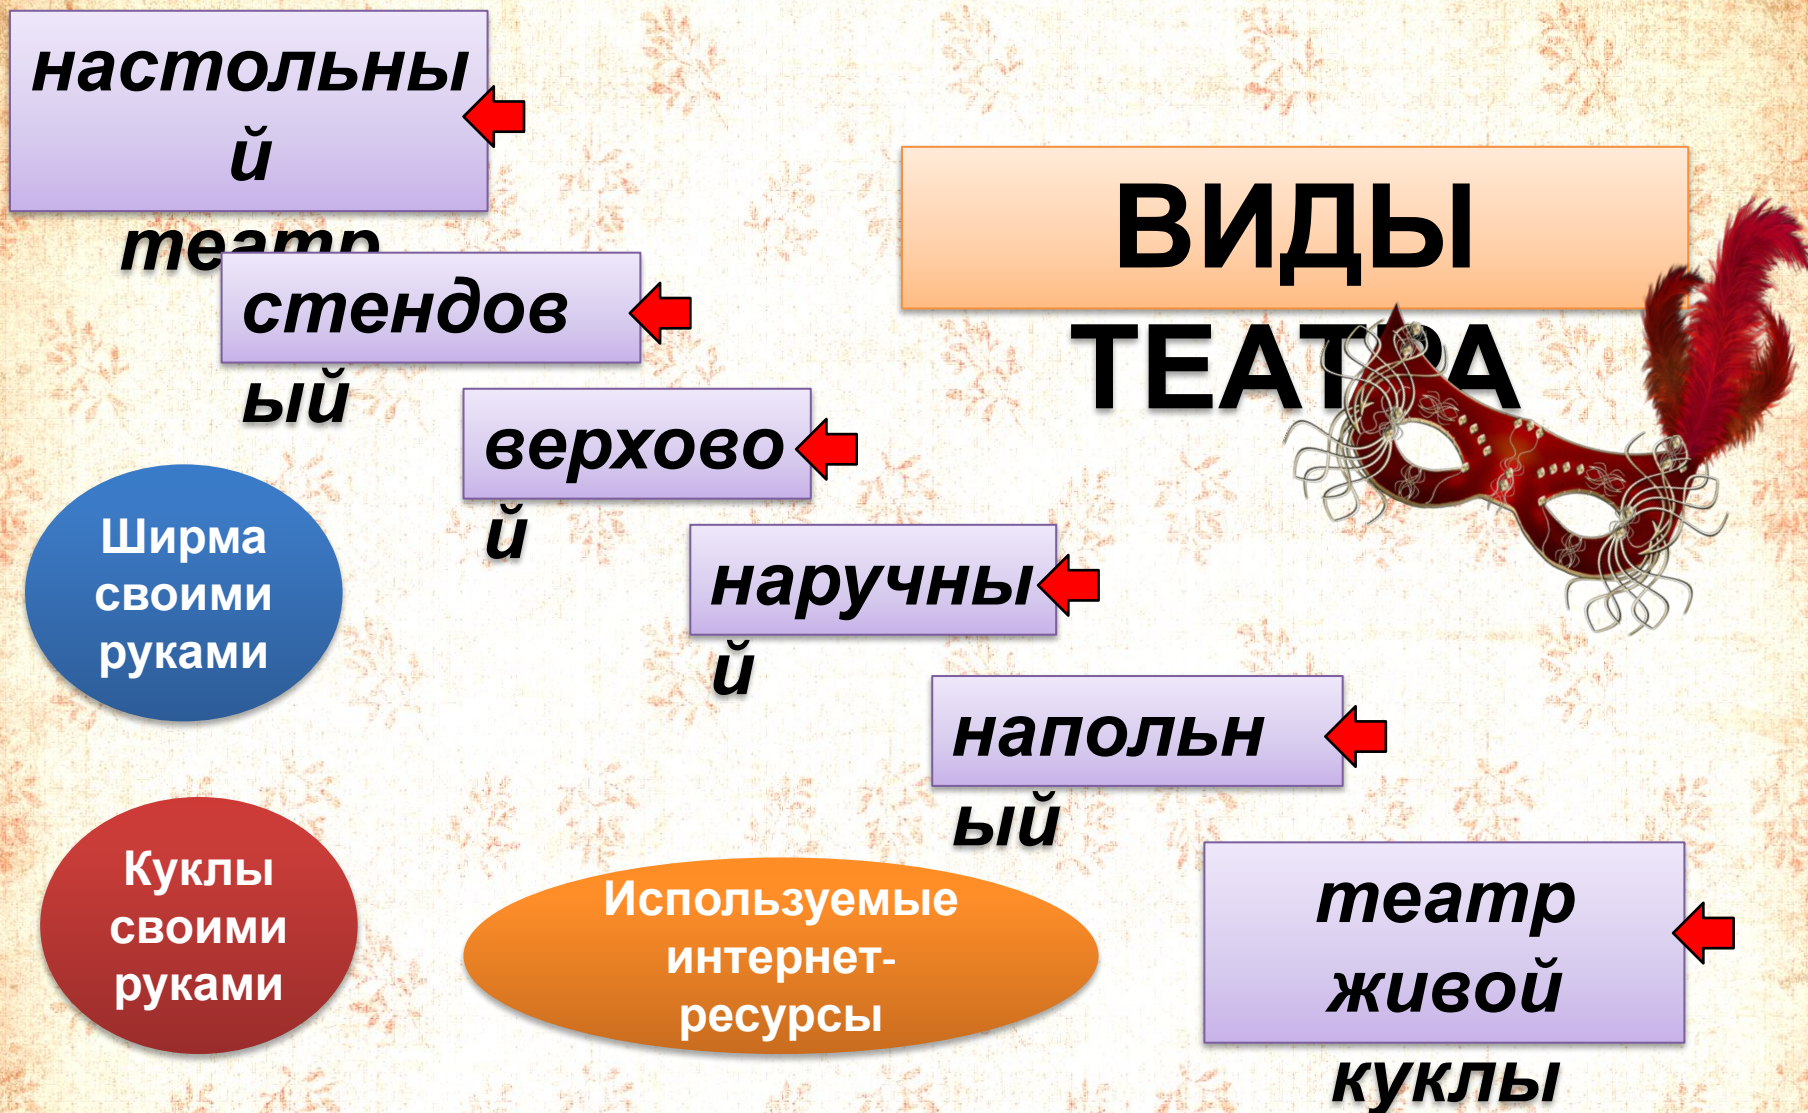 настольны
й
театр
ВИДЫ
ТЕАТРА
стендов
ый
верхово
й
наручны
й
Ширма
своими
руками
напольн
ый
Куклы
своими
руками
Используемые
интернет-
ресурсы
театр
живой
куклы